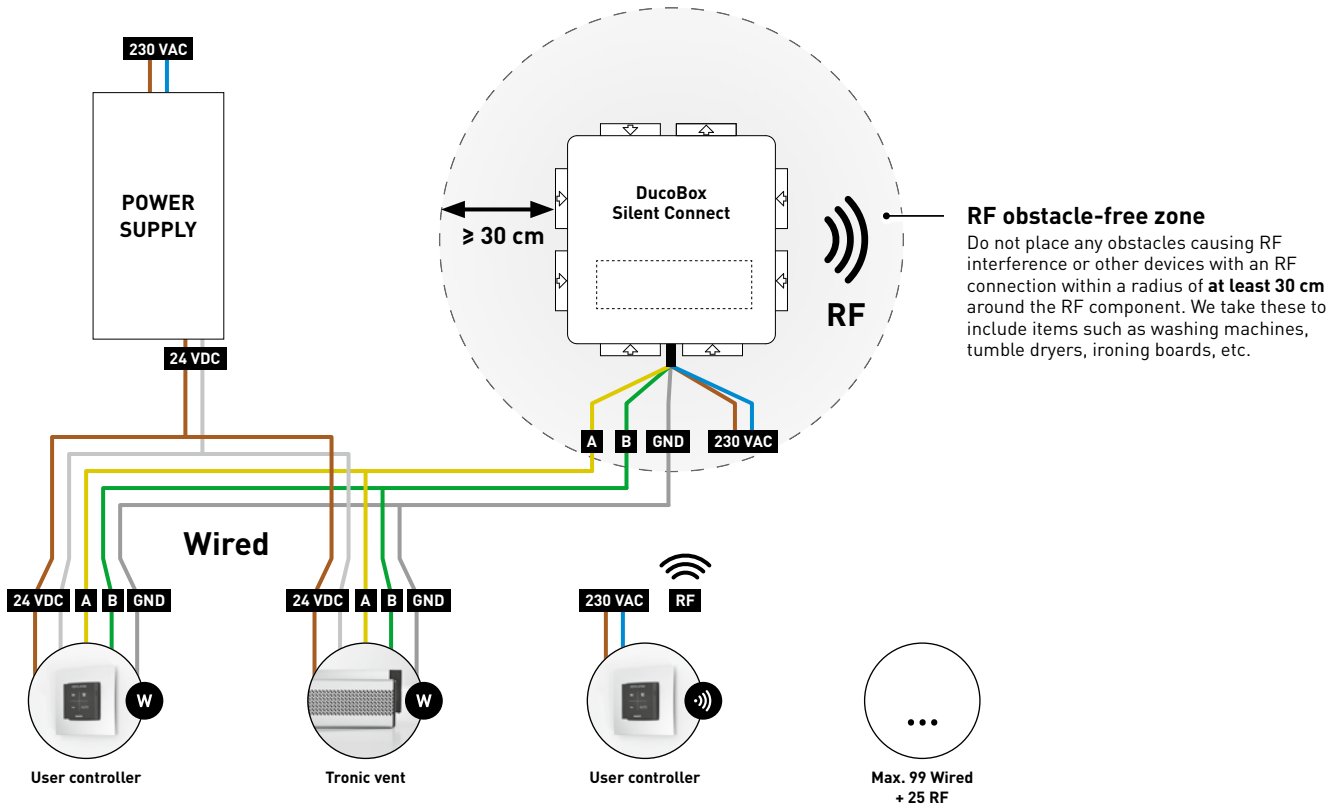 230 VAC
POWER
SUPPLY
24 VDC
DucoBox
Silent Connect
⩾ 30 cm
RF
RF obstacle-free zone
Do not place any obstacles causing RF
interference or other devices with an RF
connection within a radius of at least 30 cm
around the RF component. We take these to
include items such as washing machines,
tumble dryers, ironing boards, etc.
A B GND 230 VAC
Wired
24 VDC A B GND
24 VDC A B GND
230 VAC RF
W
W
User controller
Tronic vent
User controller
...
Max. 99 Wired
+ 25 RF